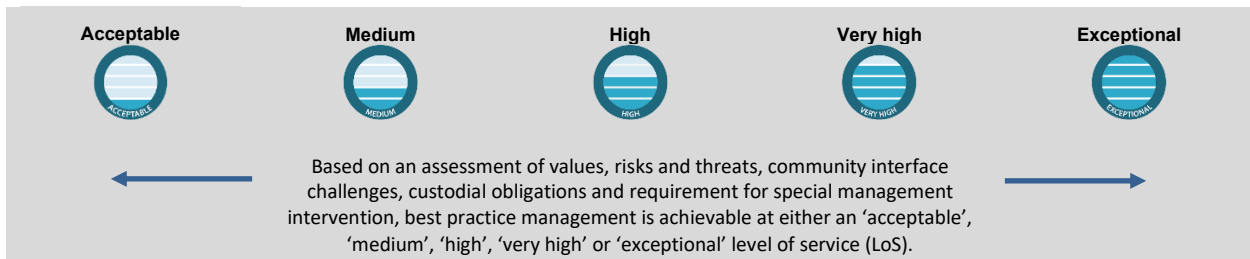 Acceptable Medium High Very high Exceptional
ACCEPTABLE MEDIUM HIGH VERY HIGH EXCEPTIONAL
Based on an assessment of values, risks and threats, community interface
challenges, custodial obligations and requirement for special management
intervention, best practice management is achievable at either an ‘acceptable’,
‘medium’, ‘high’, ‘very high’ or ‘exceptional’ level of service (LoS).